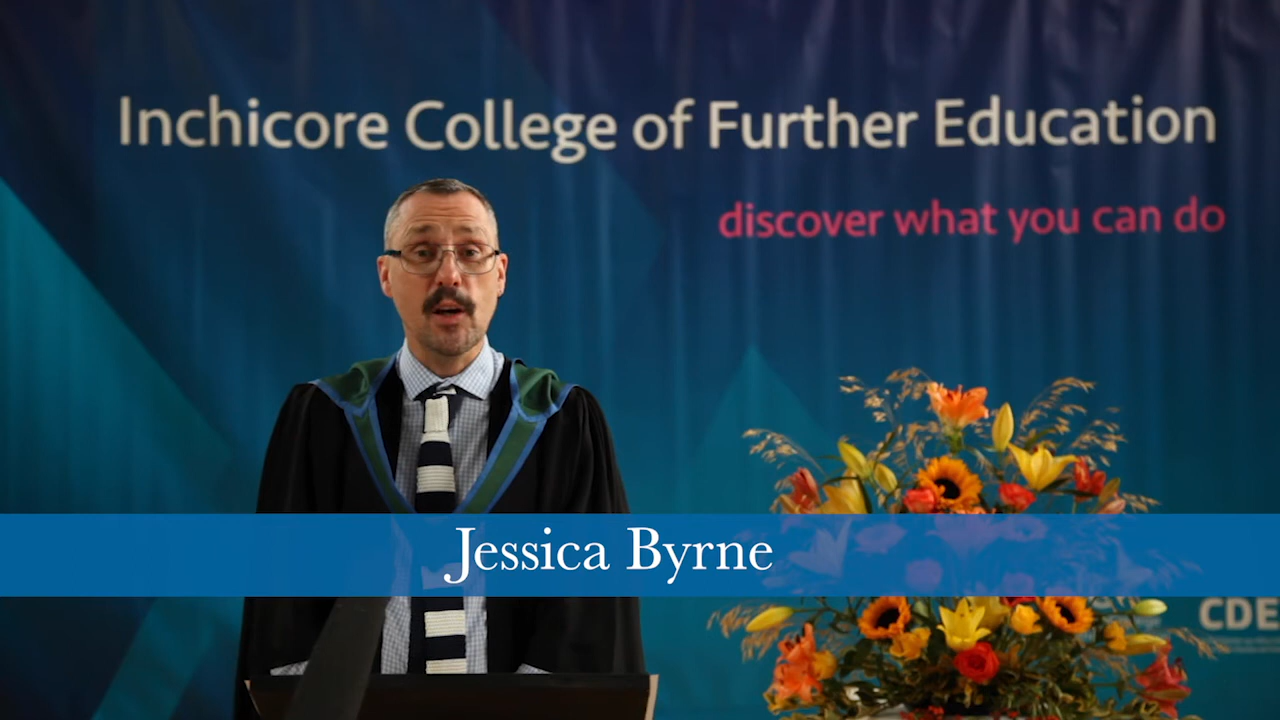 Inchicore College of Further Education
discover what you can do
Jessica Byrne
CDE